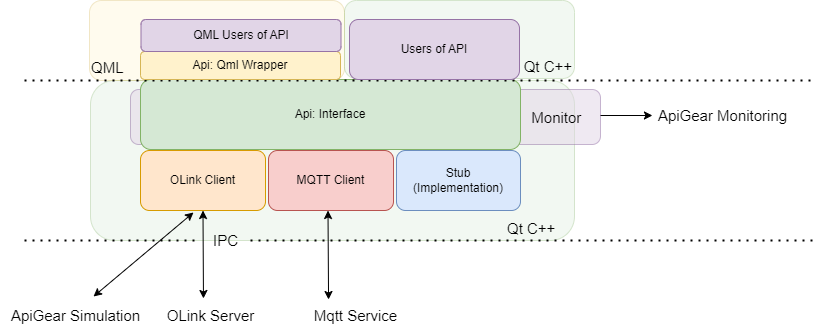 QML Users of API
Users of API
Api: Qml Wrapper
QML
Qt C++
Api: Interface
Monitor
ApiGear Monitoring
OLink Client
MQTT Client
Stub
(Implementation)
Qt C++
IPC
ApiGear Simulation
OLink Server
Mqtt Service